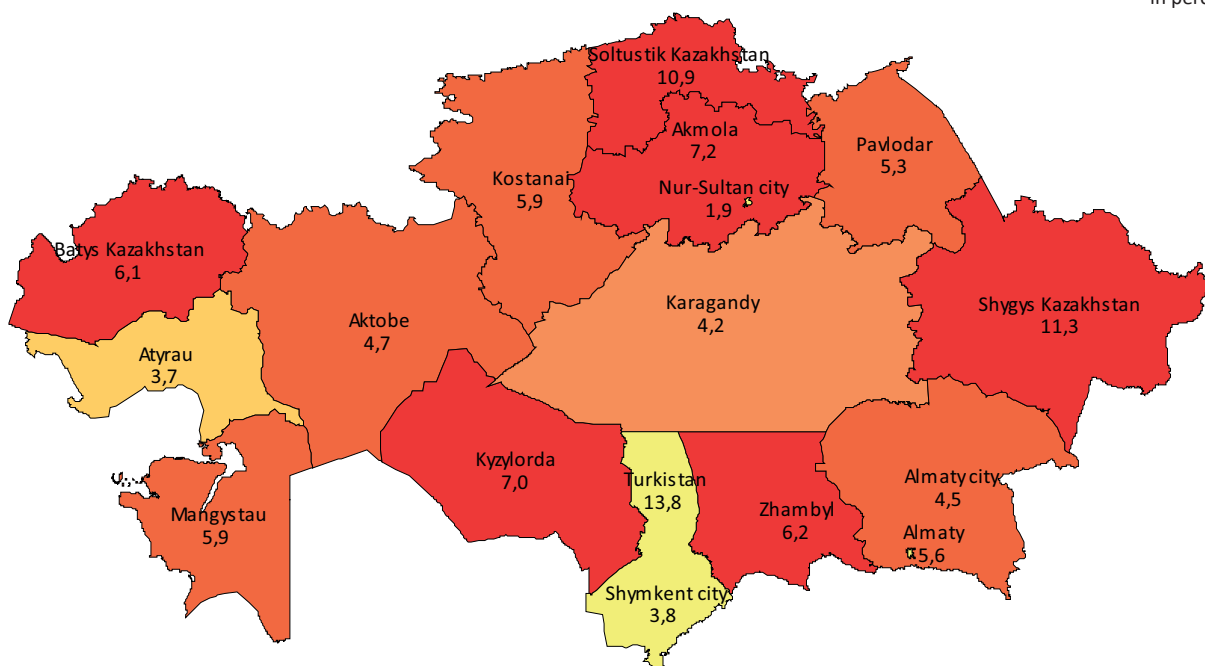 in perc
Soltustik Kazakhstan
10,9
Akmola
7,2
Pavlodar
5,3
Kostanai
5,9
Nur-Sultan city
1,9
Batys Kazakhstan
6,1
Karagandy
4,2
Shygys Kazakhstan
11,3
Aktobe
4,7
Atyrau
3,7
Kyzylorda
7,0
Turkistan
13,8
Almaty city
4,5
Zhambyl
6,2
Mangystau
5,9
Almaty
5,6
Shymkent city
3,8